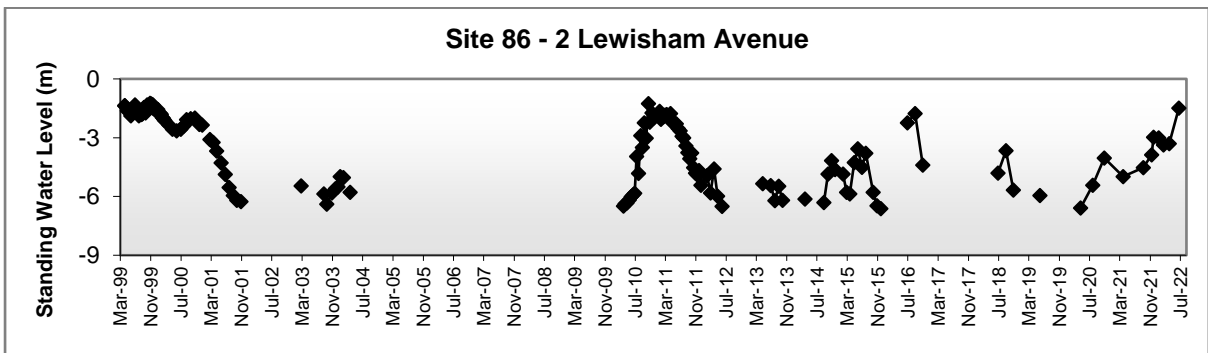 Site 86 - 2 Lewisham Avenue
Standing Water Level (m)
0
-3
-6
-9
Mar-99
Nov-99
Jul-00
Mar-01
Nov-01
Jul-02
Mar-03
Nov-03
Jul-04
Mar-05
Nov-05
Jul-06
Mar-07
Nov-07
Jul-08
Mar-09
Nov-09
Jul-10
Mar-11
Nov-11
Jul-12
Mar-13
Nov-13
Jul-14
Mar-15
Nov-15
Jul-16
Mar-17
Nov-17
Jul-18
Mar-19
Nov-19
Jul-20
Mar-21
Nov-21
Jul-22